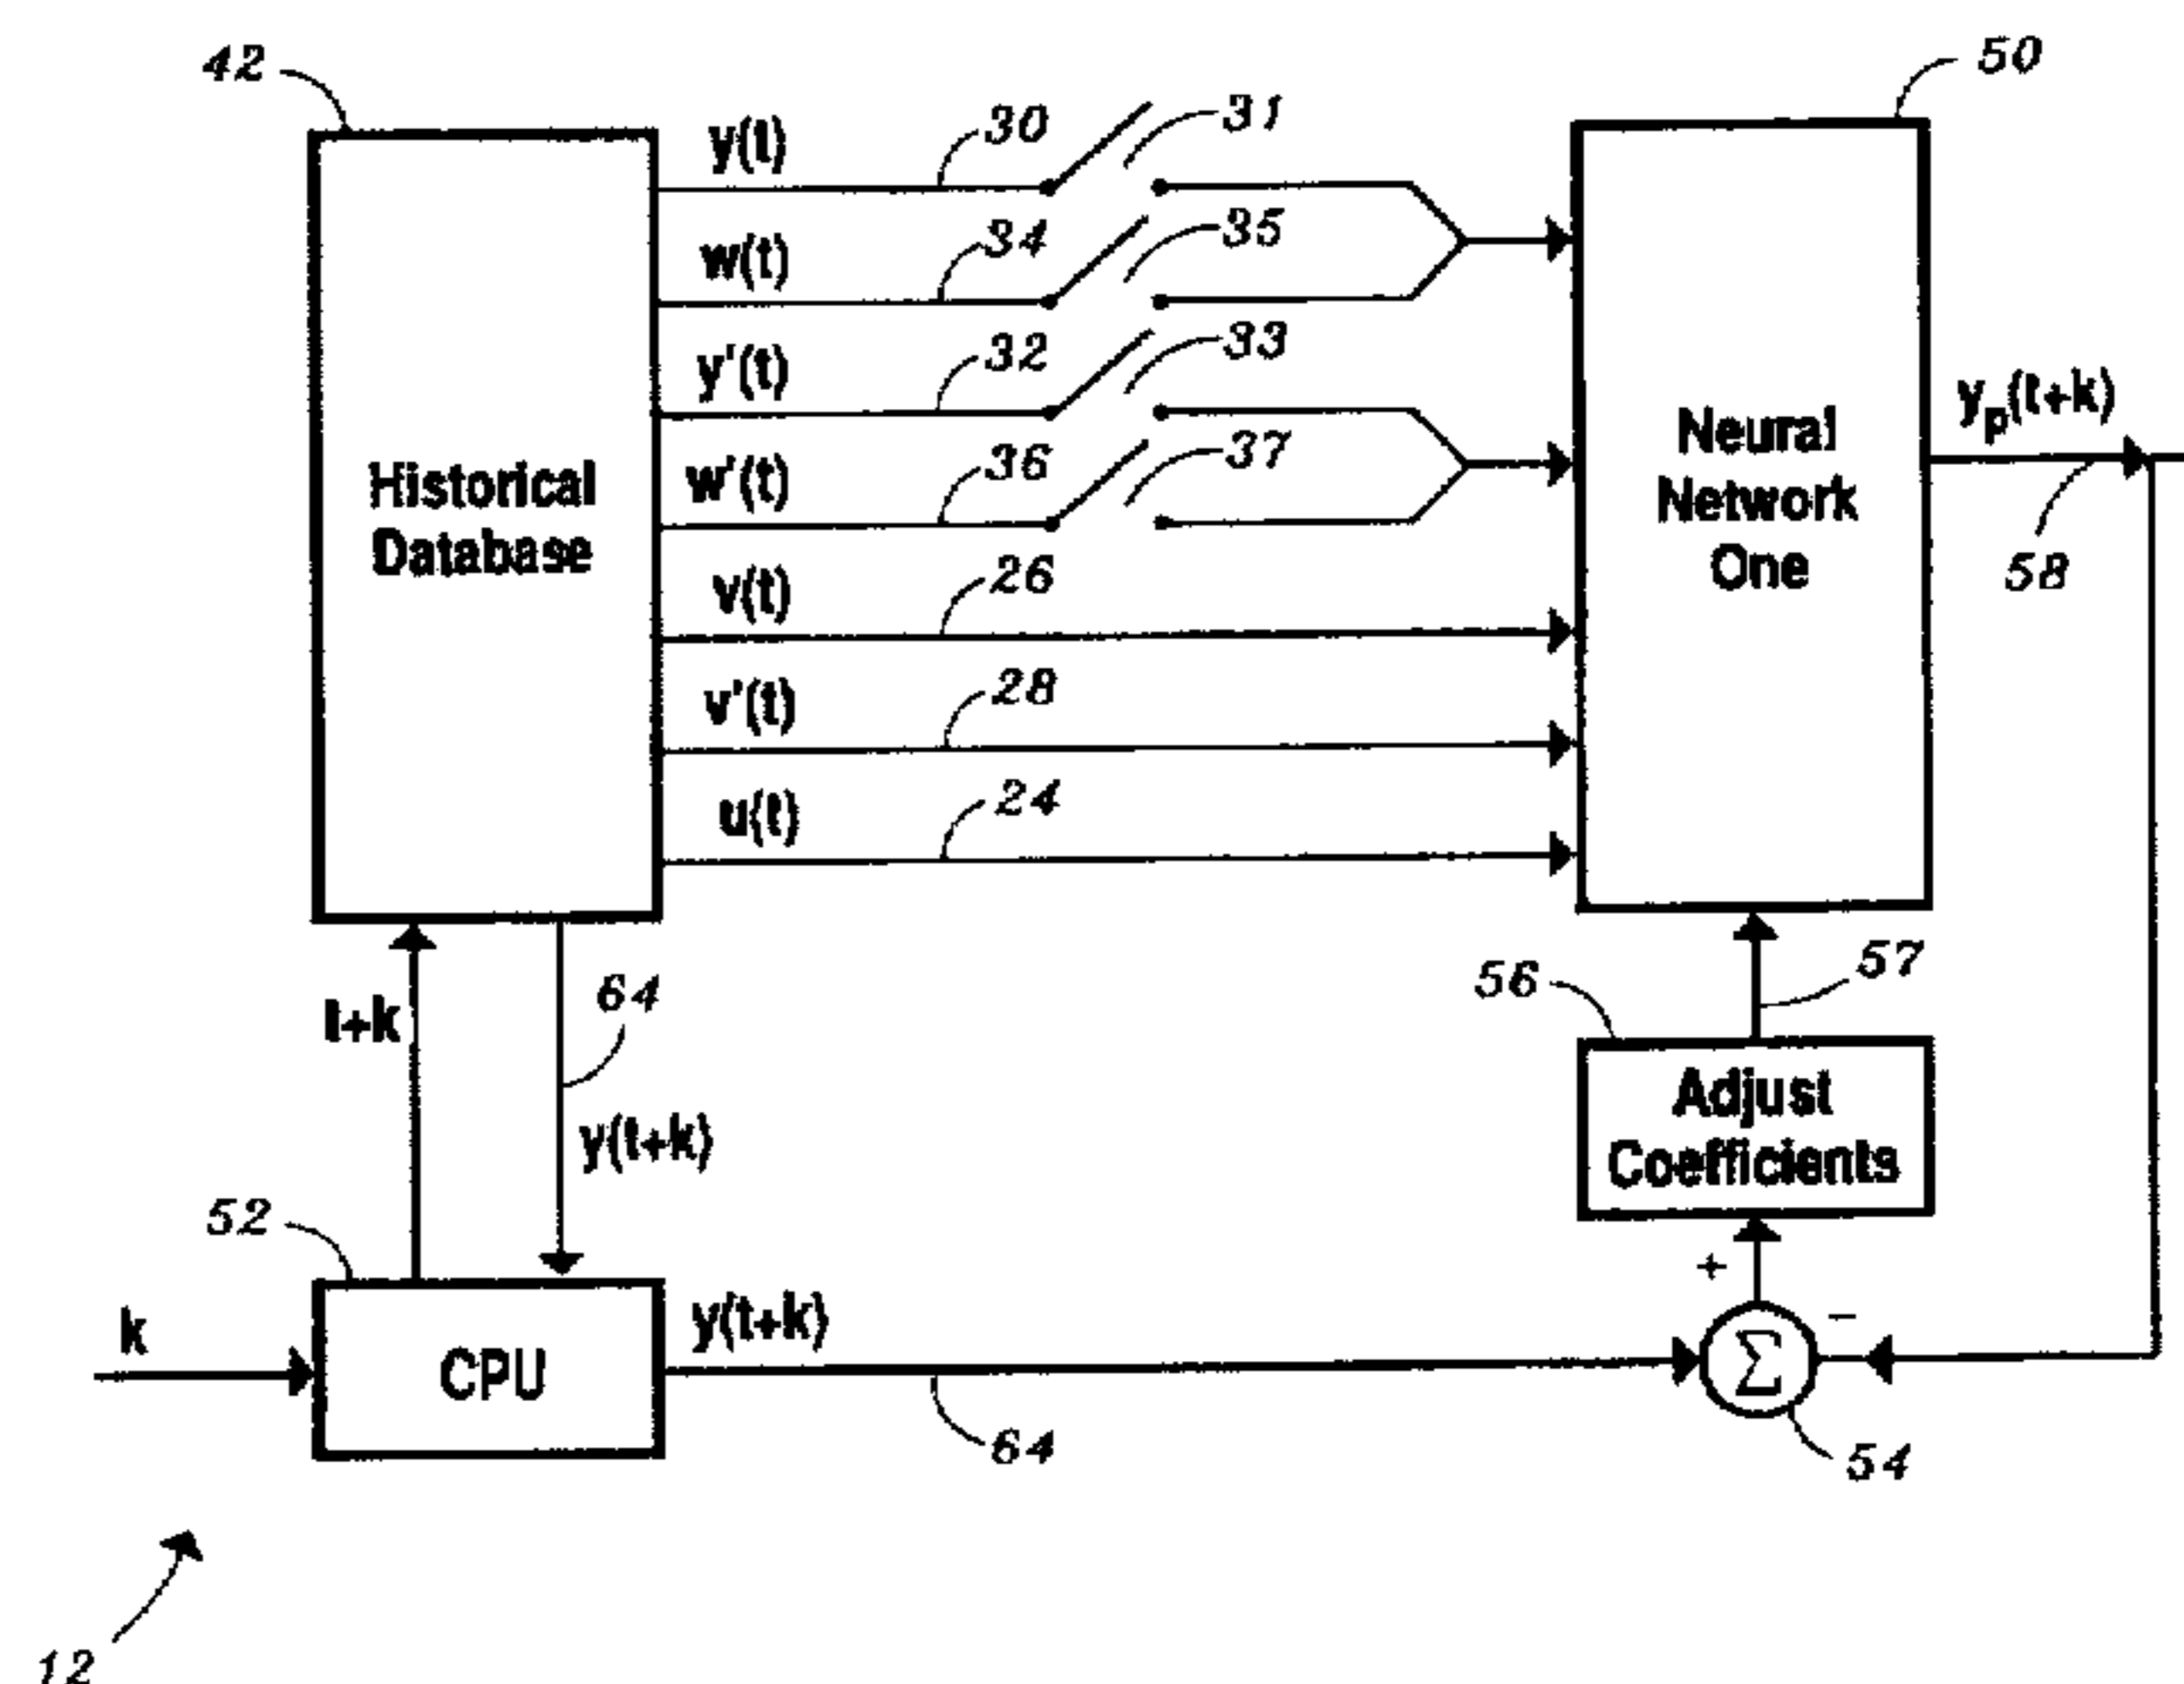 42
50
y(t)
30
31
w(t)
34
35
y'(t)
32
33
w'(t)
36
37
v(t)
26
v'(t)
28
u(t)
24
Historical
Database
Neural
Network
One
yp(t+k)
58
t+k
64
y(t+k)
56
57
Adjust
Coefficients
52
k
CPU
y(t+k)
64
+
−
Σ
54
12